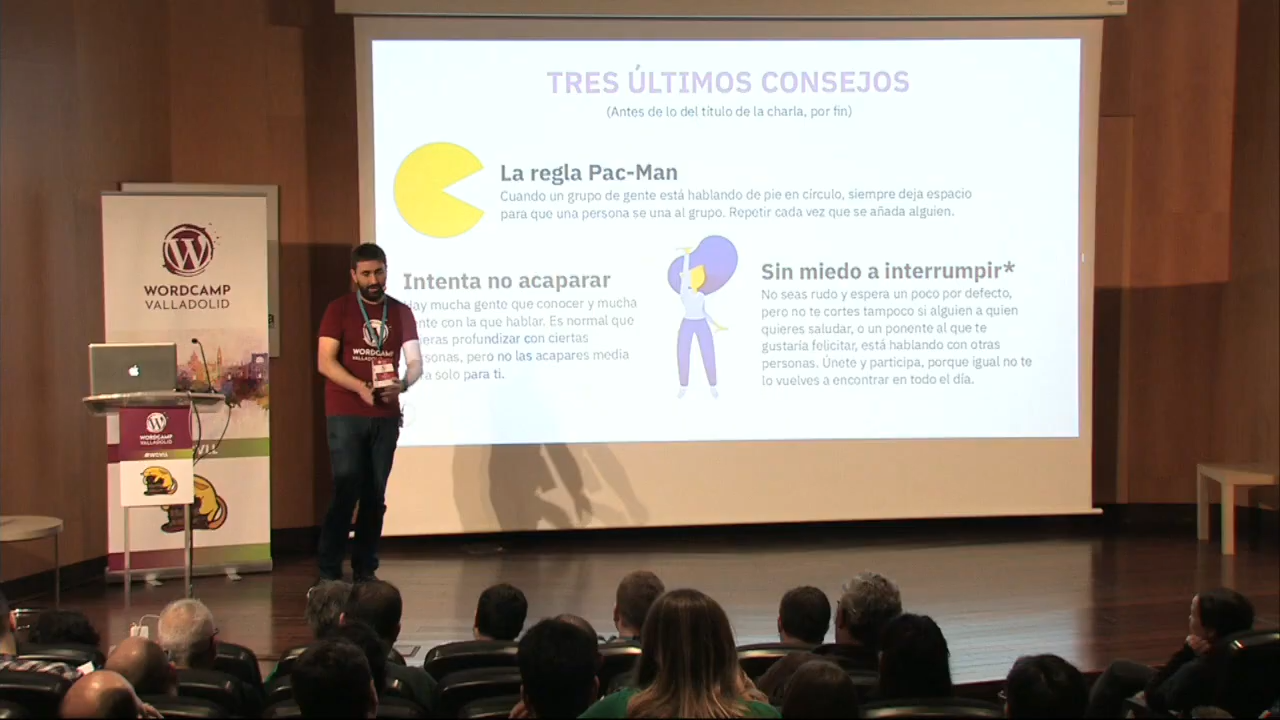 TRES ÚLTIMOS CONSEJOS
(Antes de lo del título de la charla, por fin)
La regla Pac-Man
Cuando un grupo de gente está hablando de pie en círculo, siempre deja espacio
para que una persona se una al grupo. Repetir cada vez que se añada alguien.
Intenta no acaparar
Hay mucha gente que conocer y mucha
gente con la que hablar. Es normal que
quieras profundizar con ciertas
personas, pero no las acapares media
solo para ti.
Sin miedo a interrumpir*
No seas rudo y espera un poco por defecto,
pero no te cortes tampoco si alguien a quien
quieres saludar, o un ponente al que te
gustaría felicitar, está hablando con otras
personas. Únete y participa, porque igual no te
lo vuelves a encontrar en todo el día.
WORDCAMP
VALLADOLID
WORDCAMP
VALLADOLID
WORDCAMP
VALLADOLID
#WCVLL